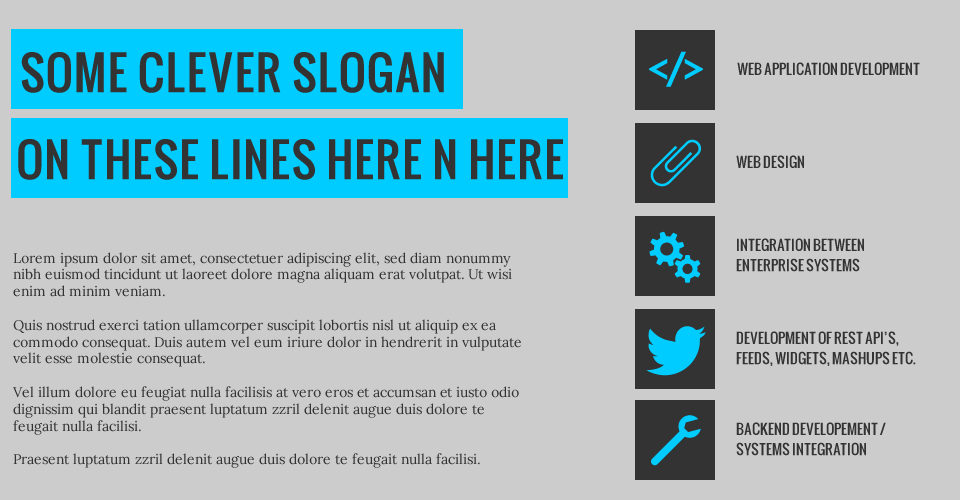 SOME CLEVER SLOGAN
ON THESE LINES HERE N HERE
Lorem ipsum dolor sit amet, consectetuer adipiscing elit, sed diam nonummy
nibh euismod tincidunt ut laoreet dolore magna aliquam erat volutpat. Ut wisi
enim ad minim veniam.
Quis nostrud exerci tation ullamcorper suscipit lobortis nisl ut aliquip ex ea
commodo consequat. Duis autem vel eum iriure dolor in hendrerit in vulputate
velit esse molestie consequat.
Vel illum dolore eu feugiat nulla facilisis at vero eros et accumsan et iusto odio
dignissim qui blandit praesent luptatum zzril delenit augue duis dolore te
feugait nulla facilisi.
Praesent luptatum zzril delenit augue duis dolore te feugait nulla facilisi.
</>
WEB APPLICATION DEVELOPMENT
WEB DESIGN
INTEGRATION BETWEEN
ENTERPRISE SYSTEMS
DEVELOPMENT OF REST API'S,
FEEDS, WIDGETS, MASHUPS ETC.
BACKEND DEVELOPEMENT /
SYSTEMS INTEGRATION